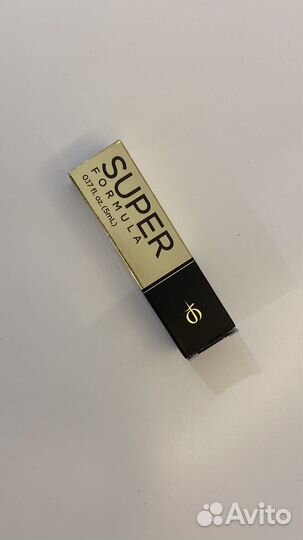 SUPER
FORMULA
0.17 fl. oz. (5mL)
Avito